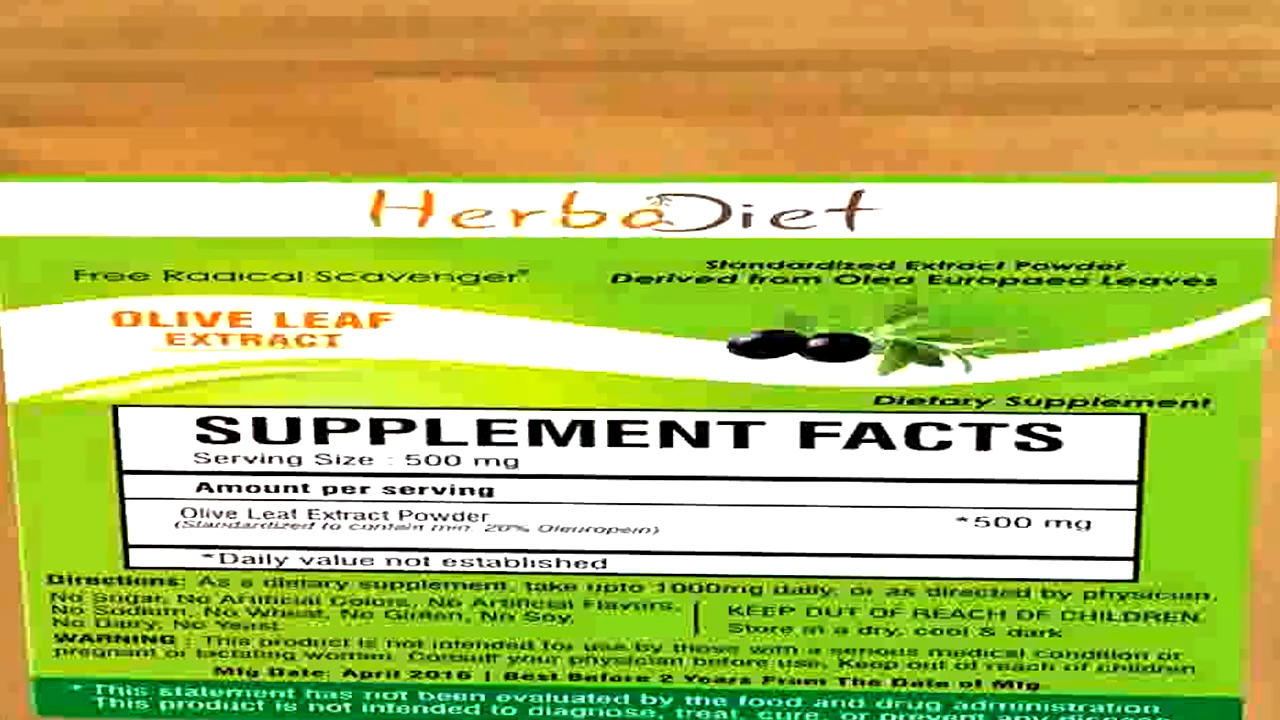 HerboDiet
Free Radical Scavenger*
Standardized Extract Powder
Derived from Olea Europaea Leaves
OLIVE LEAF
EXTRACT
Dietary Supplement
SUPPLEMENT FACTS
Serving Size : 500 mg
Amount per serving
Olive Leaf Extract Powder *500 mg
(Standardized to contain min. 20% Oleuropein)
*Daily value not established
Directions: As a dietary supplement, take upto 1000mg daily, or as directed by physician.
No Sugar, No Artificial Colors, No Artificial Flavors,
No Sodium, No Wheat, No Gluten, No Soy,
No Dairy, No Yeast.
KEEP OUT OF REACH OF CHILDREN
Store in a dry, cool & dark
WARNING : This product is not intended for use by those with a serious medical condition or
pregnant or lactating women. Consult your physician before use. Keep out of reach of children
Mfg Date: April 2016 | Best Before 2 Years From The Date of Mfg
* This statement has not been evaluated by the food and drug administration.
This product is not intended to diagnose, treat, cure, or prevent any disease.